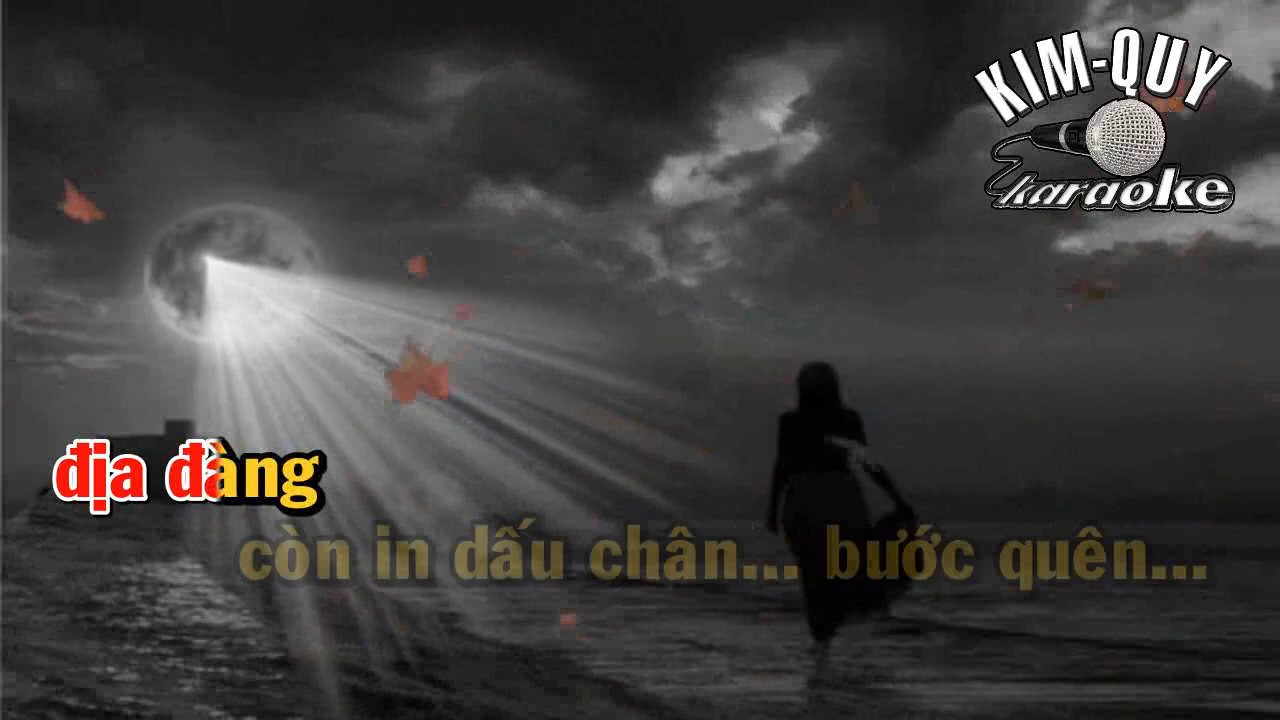 KIM-QUY
karaoke
địa đàng
còn in dấu chân... bước quên...